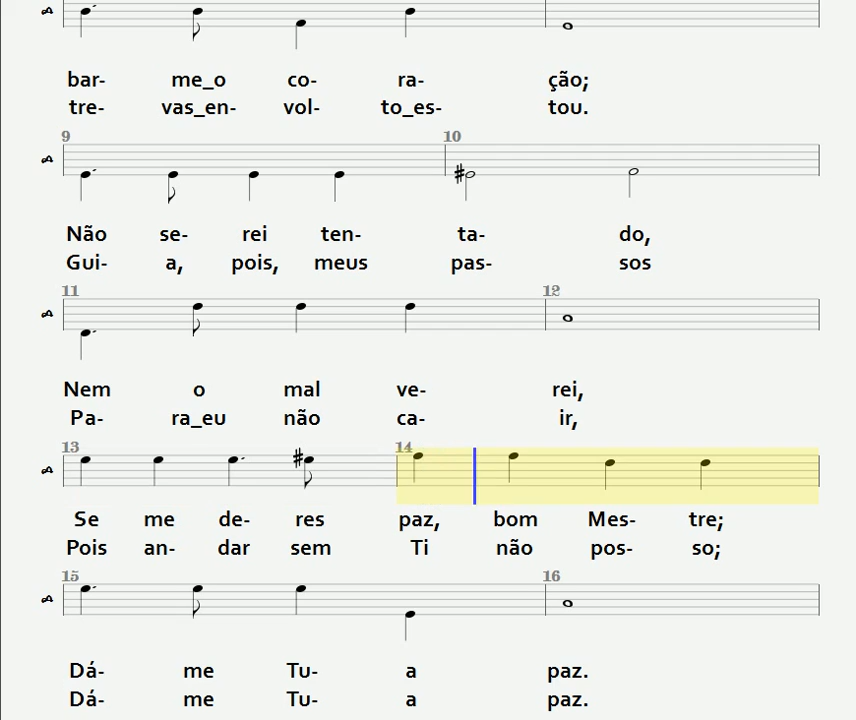 bar- me_o co- ra- ção;
tre- vas_en- vol- to_es- tou.
9 10
Não se- rei ten- ta- do,
Gui- a, pois, meus pas- sos
11 12
Nem o mal ve- rei,
Pa- ra_eu não ca- ir,
13 14
Se me de- res paz, bom Mes- tre;
Pois an- dar sem Ti não pos- so;
15 16
Dá- me Tu- a paz.
Dá- me Tu- a paz.